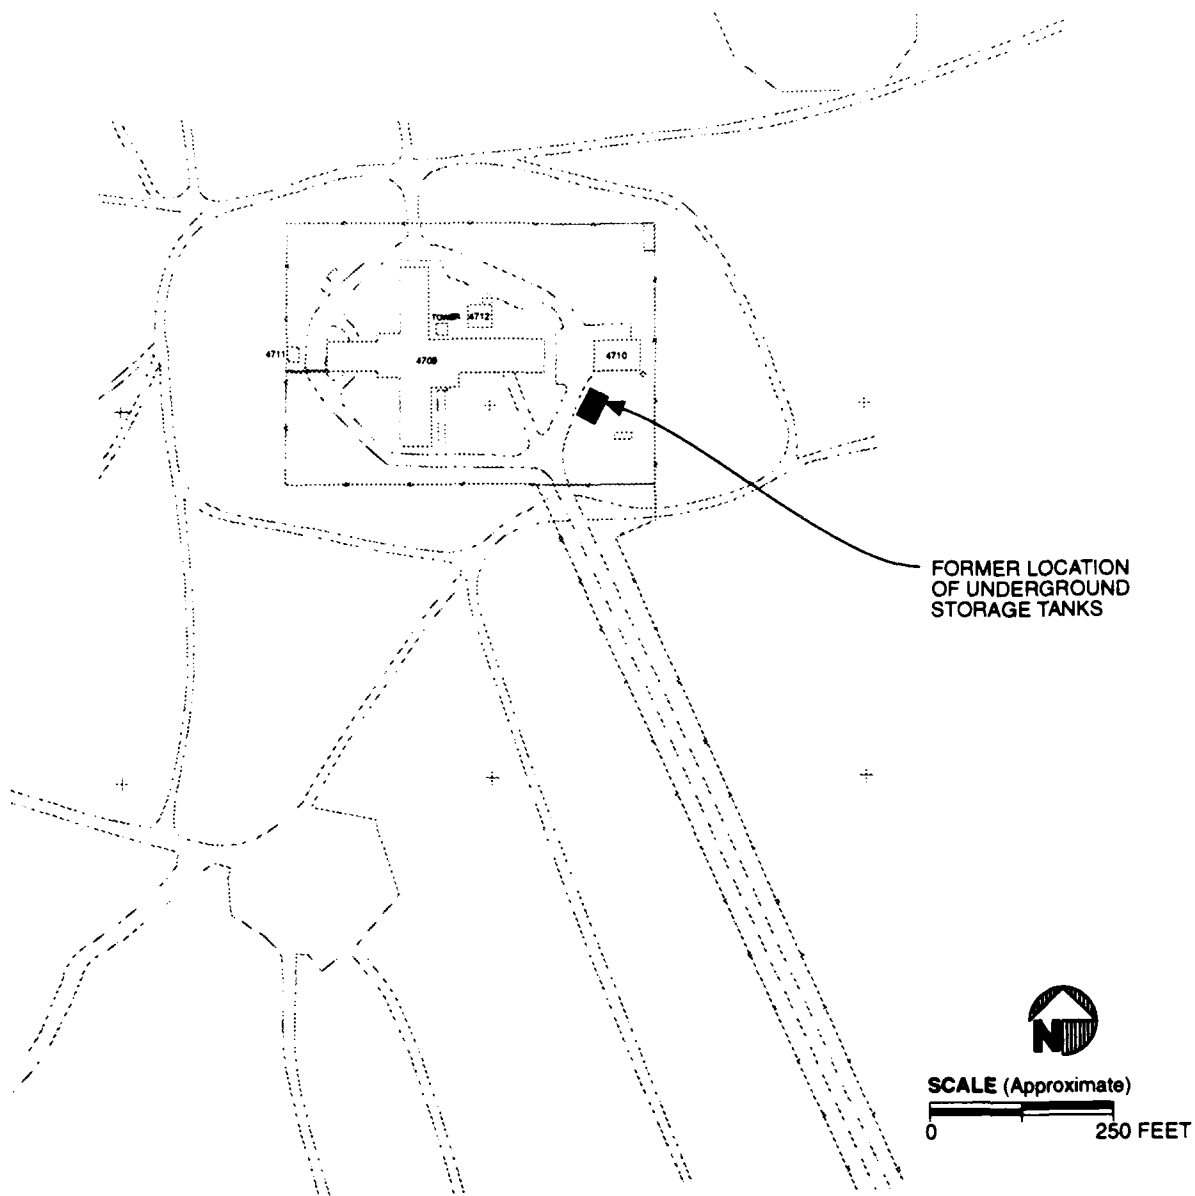 TOWER
4712
4711
4709
4710
FORMER LOCATION
OF UNDERGROUND
STORAGE TANKS
N
SCALE (Approximate)
0
250 FEET